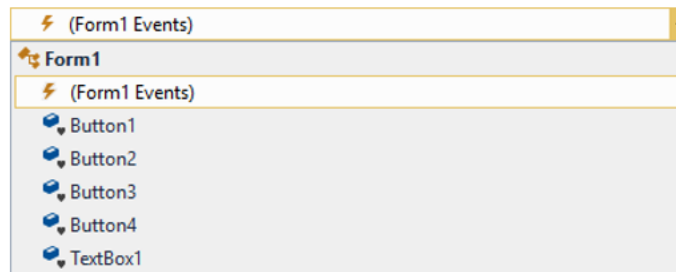 (Form1 Events)
Form1
(Form1 Events)
Button1
Button2
Button3
Button4
TextBox1